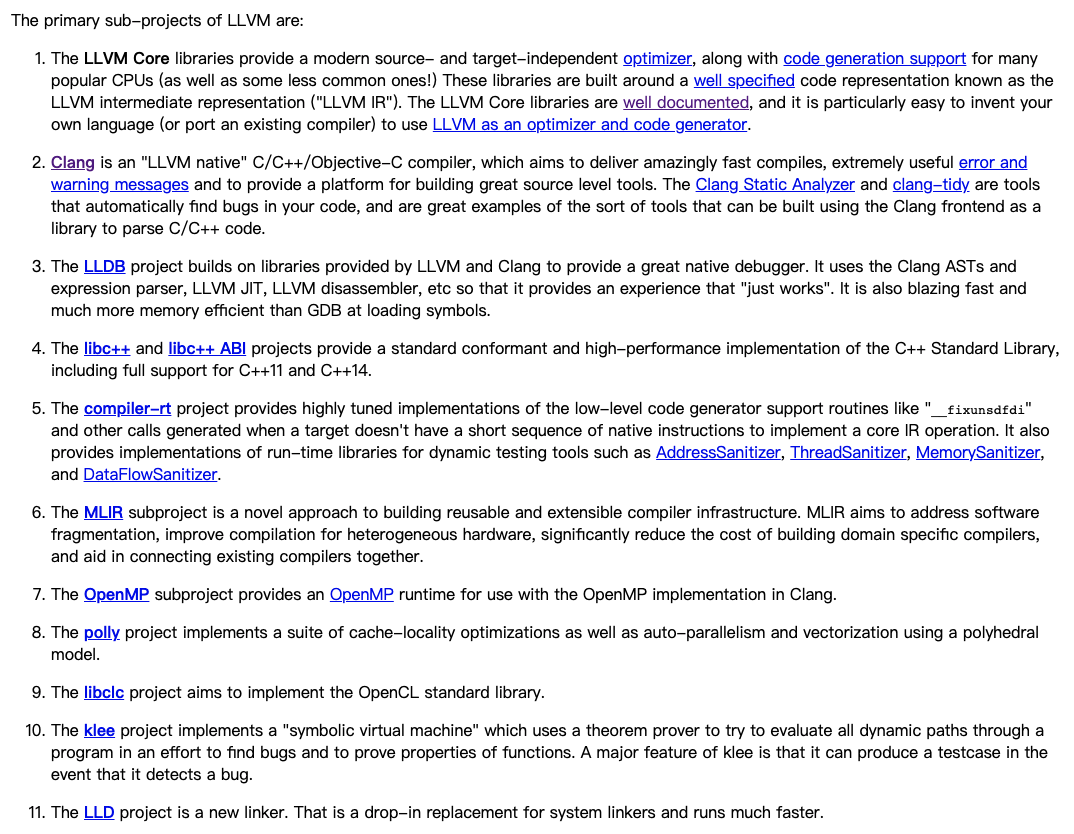 The primary sub-projects of LLVM are:
1. The LLVM Core libraries provide a modern source- and target-independent optimizer, along with code generation support for many
popular CPUs (as well as some less common ones!) These libraries are built around a well specified code representation known as the
LLVM intermediate representation ("LLVM IR"). The LLVM Core libraries are well documented, and it is particularly easy to invent your
own language (or port an existing compiler) to use LLVM as an optimizer and code generator.
2. Clang is an "LLVM native" C/C++/Objective-C compiler, which aims to deliver amazingly fast compiles, extremely useful error and
warning messages and to provide a platform for building great source level tools. The Clang Static Analyzer and clang-tidy are tools
that automatically find bugs in your code, and are great examples of the sort of tools that can be built using the Clang frontend as a
library to parse C/C++ code.
3. The LLDB project builds on libraries provided by LLVM and Clang to provide a great native debugger. It uses the Clang ASTs and
expression parser, LLVM JIT, LLVM disassembler, etc so that it provides an experience that "just works". It is also blazing fast and
much more memory efficient than GDB at loading symbols.
4. The libc++ and libc++ ABI projects provide a standard conformant and high-performance implementation of the C++ Standard Library,
including full support for C++11 and C++14.
5. The compiler-rt project provides highly tuned implementations of the low-level code generator support routines like "__fixunsdfdi"
and other calls generated when a target doesn't have a short sequence of native instructions to implement a core IR operation. It also
provides implementations of run-time libraries for dynamic testing tools such as AddressSanitizer, ThreadSanitizer, MemorySanitizer,
and DataFlowSanitizer.
6. The MLIR subproject is a novel approach to building reusable and extensible compiler infrastructure. MLIR aims to address software
fragmentation, improve compilation for heterogeneous hardware, significantly reduce the cost of building domain specific compilers,
and aid in connecting existing compilers together.
7. The OpenMP subproject provides an OpenMP runtime for use with the OpenMP implementation in Clang.
8. The polly project implements a suite of cache-locality optimizations as well as auto-parallelism and vectorization using a polyhedral
model.
9. The libclc project aims to implement the OpenCL standard library.
10. The klee project implements a "symbolic virtual machine" which uses a theorem prover to try to evaluate all dynamic paths through a
program in an effort to find bugs and to prove properties of functions. A major feature of klee is that it can produce a testcase in the
event that it detects a bug.
11. The LLD project is a new linker. That is a drop-in replacement for system linkers and runs much faster.